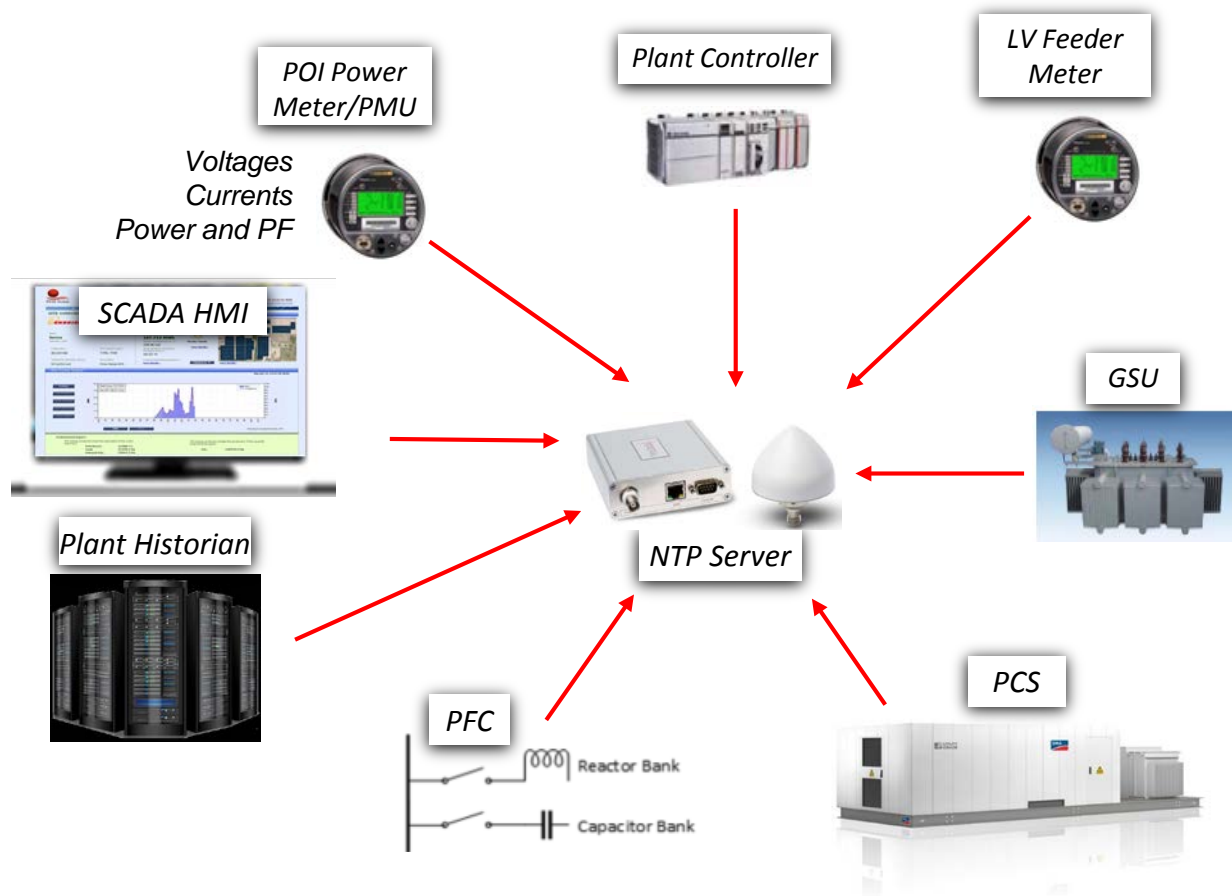 POI Power
Meter/PMU
Plant Controller
LV Feeder
Meter
Voltages
Currents
Power and PF
SCADA HMI
GSU
Plant Historian
NTP Server
PFC
PCS
Reactor Bank
Capacitor Bank